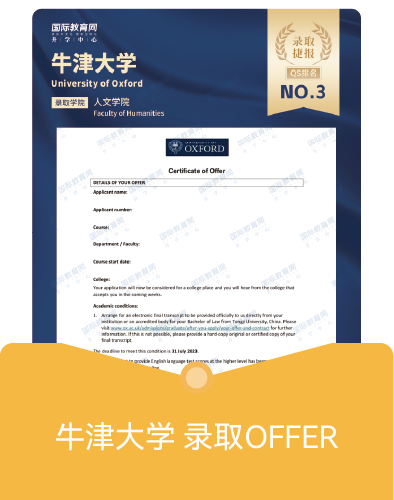 国际教育网
升学中心
牛津大学
University of Oxford
录取学院 人文学院
Faculty of Humanities
录取
捷报
QS排名
NO.3
UNIVERSITY OF
OXFORD
Certificate of Offer
DETAILS OF YOUR OFFER
Applicant name:
Applicant number:
Course:
Department / Faculty:
Course start date:
College:
Your application will now be considered for a college place and you will hear from the college that
accepts you in the coming weeks.
Academic conditions:
1. Arrange for an electronic final transcript to be provided officially to us directly from your
institution or an accredited body for your Bachelor of Law from Tongji University, China. Please
visit www.ox.ac.uk/admissions/graduate/after-you-apply/your-offer-and-contract for further
information. If this is not possible, please provide a hard copy original or certified copy of your
final transcript.
The deadline to meet this condition is 31 July 2023.
to provide English language test scores at the higher level has been
牛津大学 录取OFFER